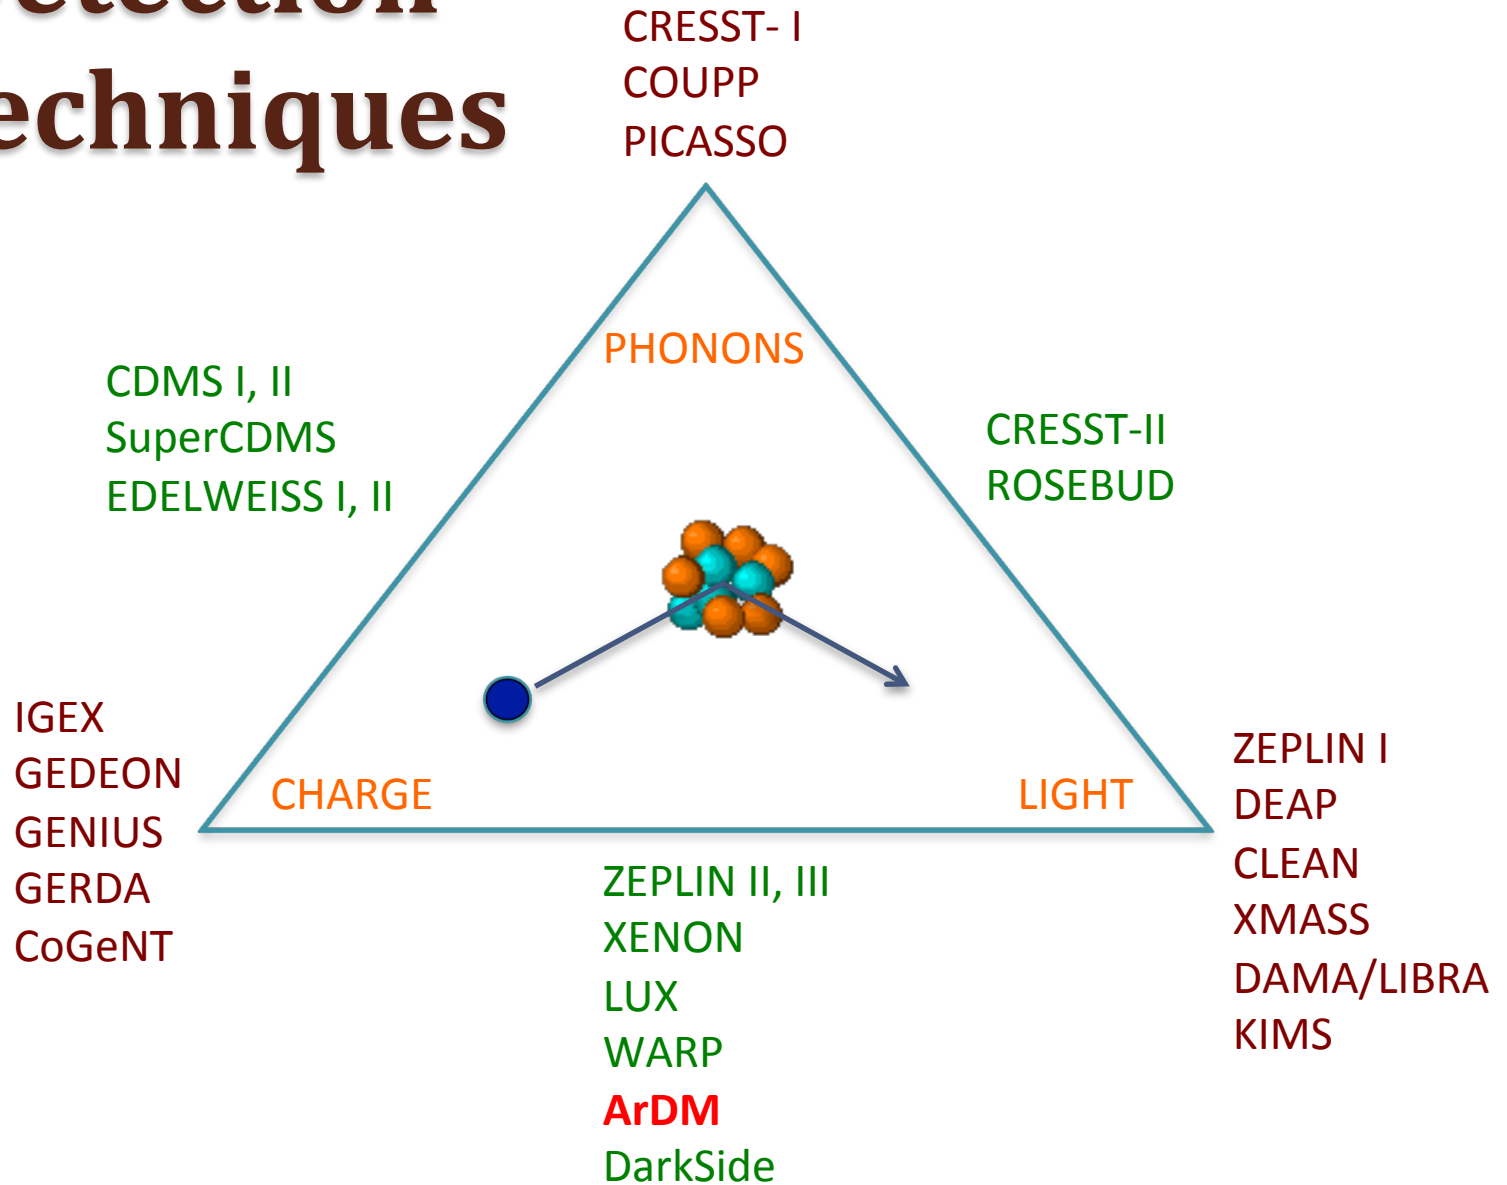 CRESST- I
COUPP
PICASSO
PHONONS
CDMS I, II
SuperCDMS
EDELWEISS I, II
CRESST-II
ROSEBUD
IGEX
GEDEON
GENIUS
GERDA
CoGeNT
CHARGE
LIGHT
ZEPLIN I
DEAP
CLEAN
XMASS
DAMA/LIBRA
KIMS
ZEPLIN II, III
XENON
LUX
WARP
ArDM
DarkSide